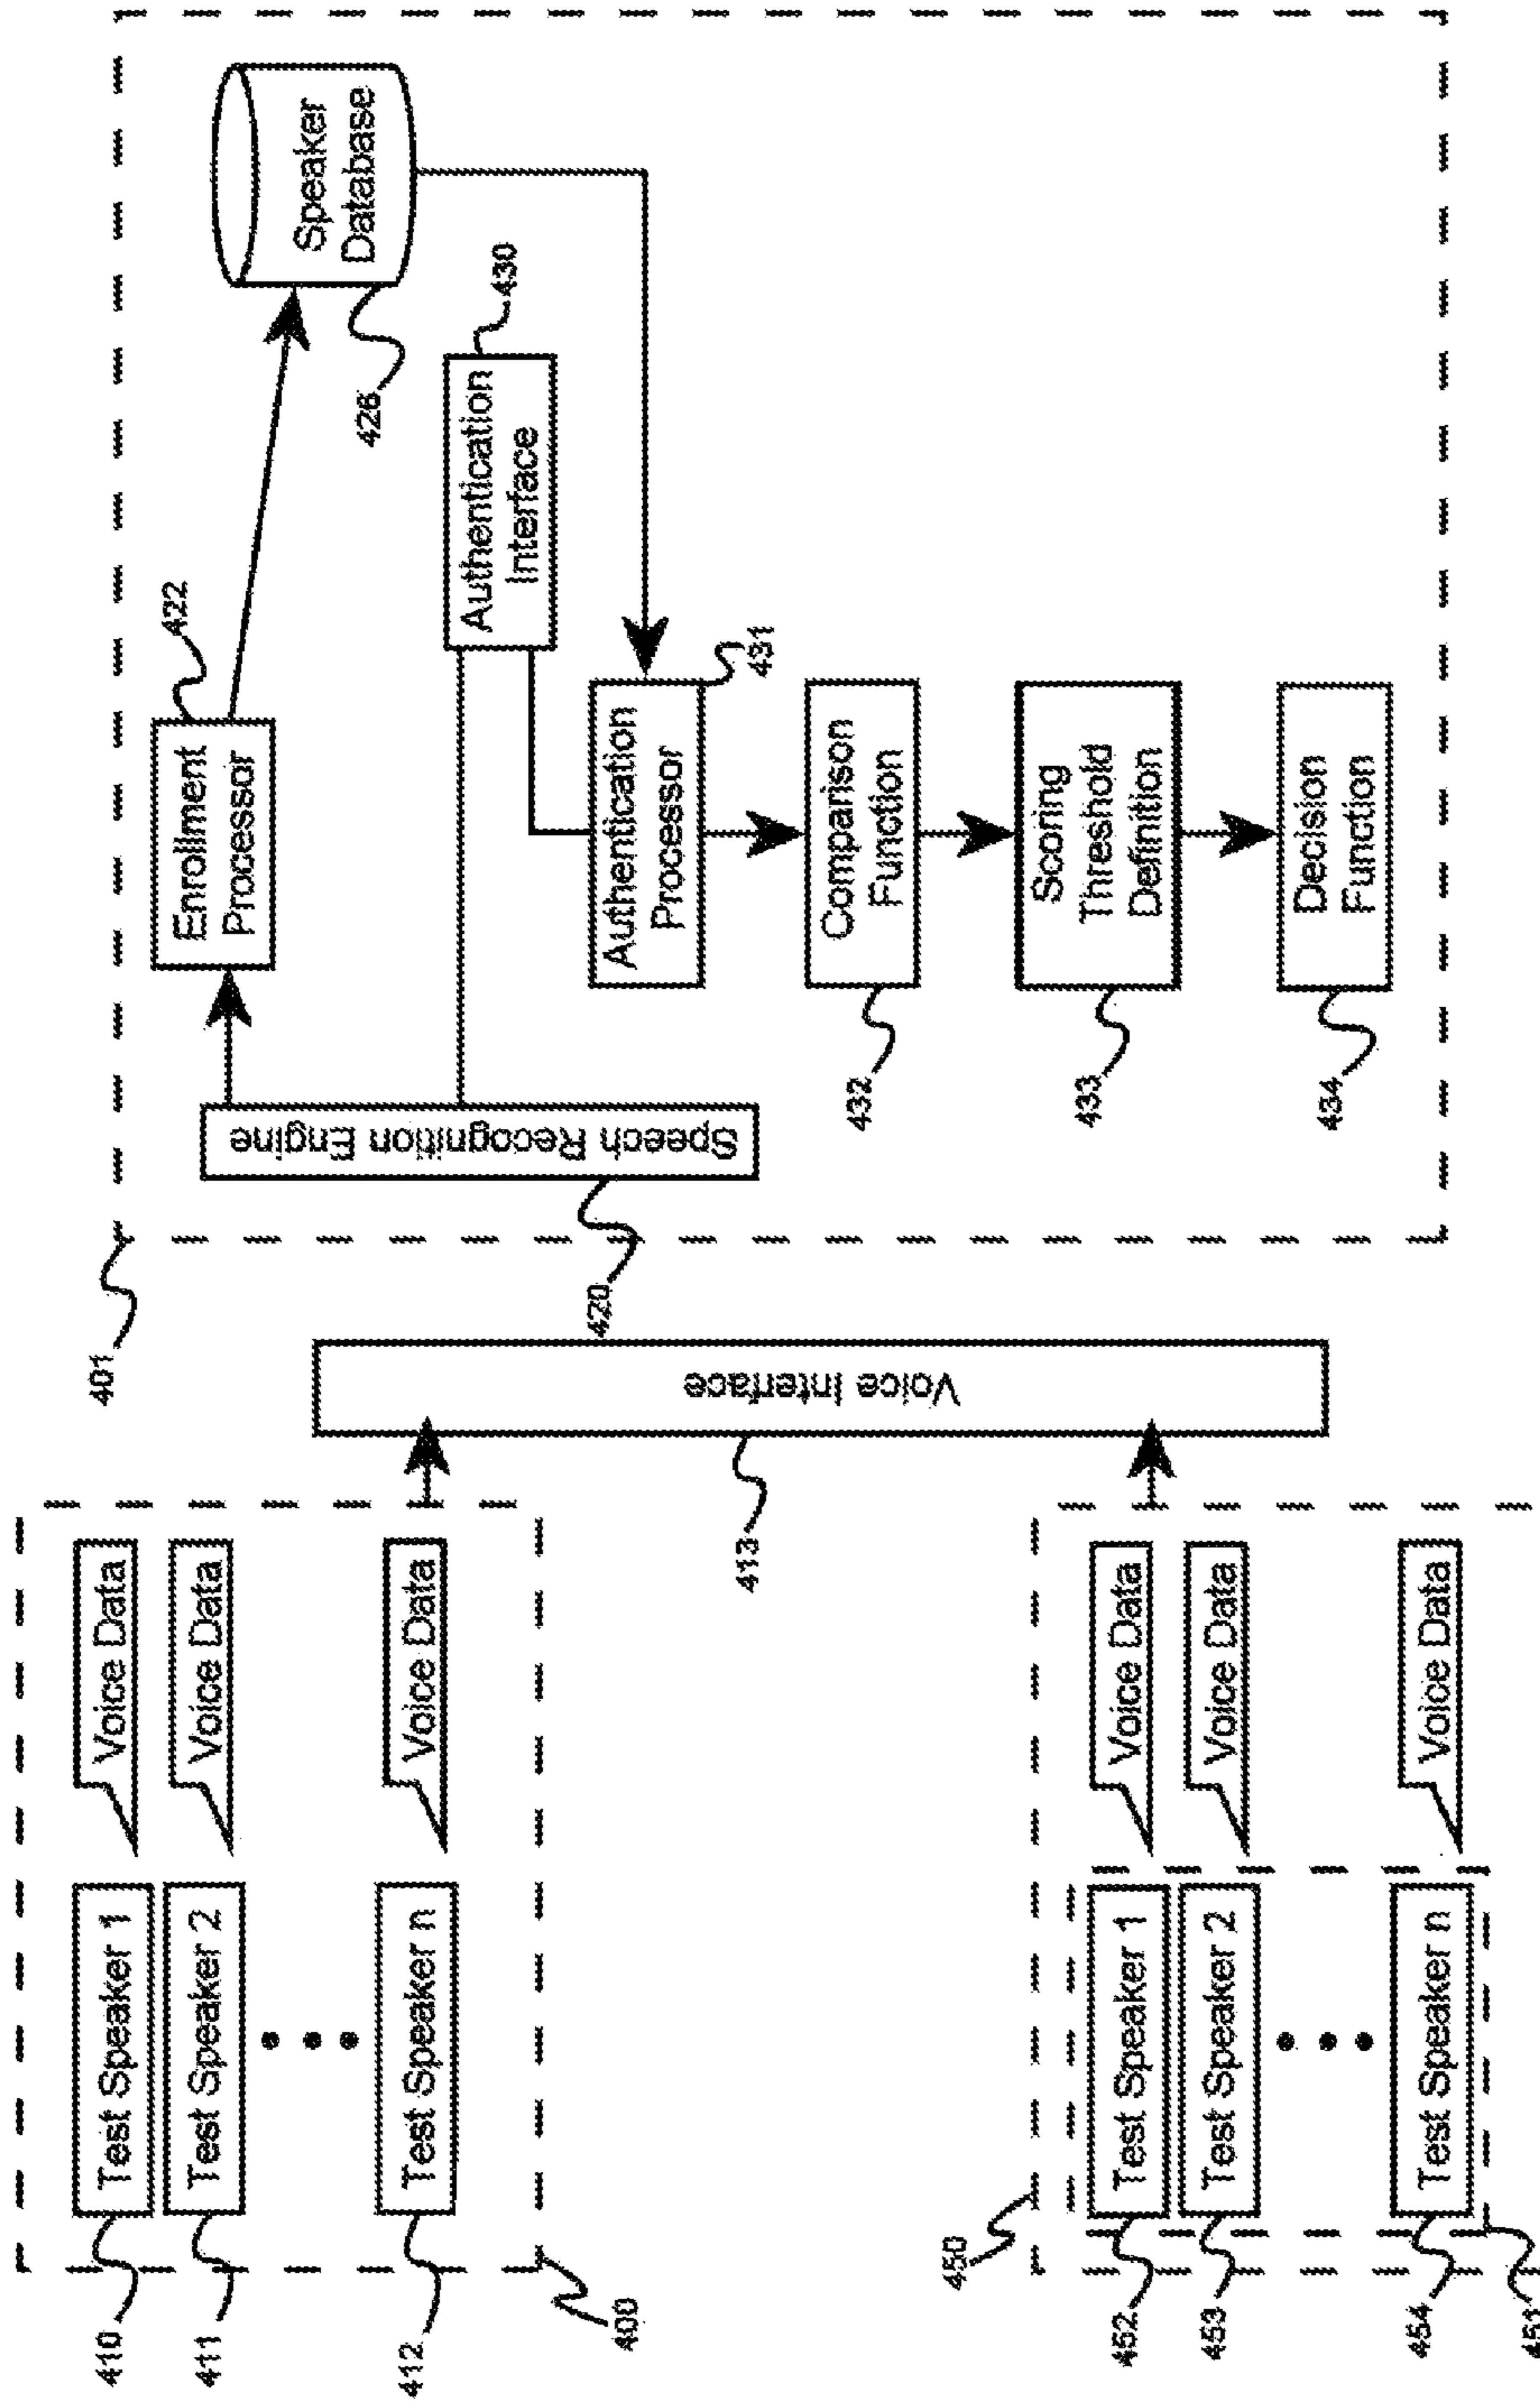 410
Test Speaker 1
Voice Data
411
Test Speaker 2
Voice Data
412
Test Speaker n
Voice Data
400
450
452
Test Speaker 1
Voice Data
453
Test Speaker 2
Voice Data
454
Test Speaker n
Voice Data
451
413
Voice Interface
401
420
Speech Recognition Engine
Enrollment
Processor
422
Speaker
Database
426
Authentication
Interface
430
Authentication
Processor
431
Comparison
Function
432
Scoring
Threshold
Definition
433
Decision
Function
434